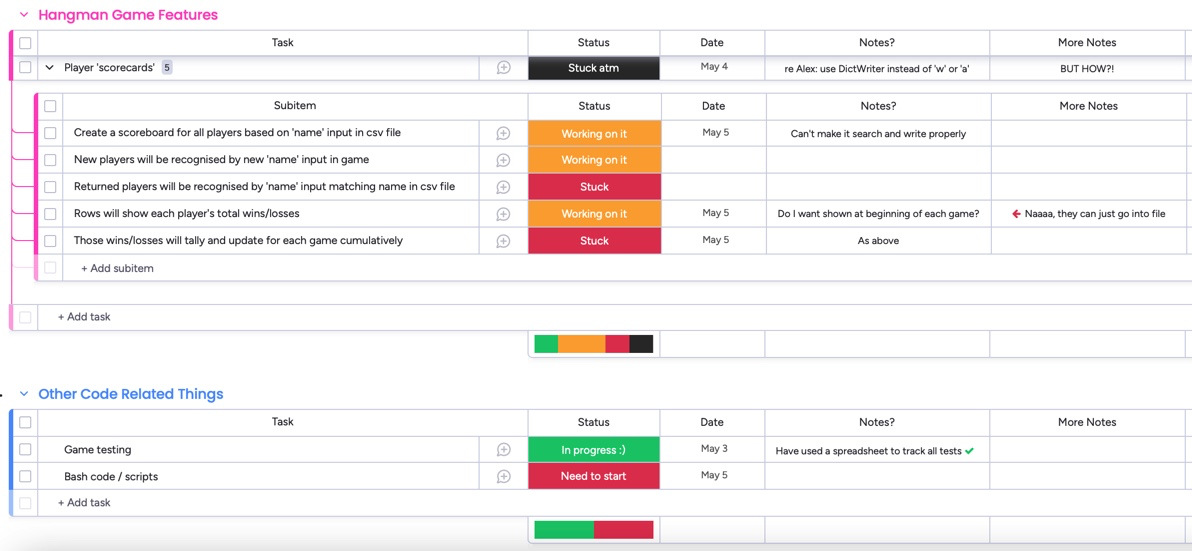 Hangman Game Features
Task Status Date Notes? More Notes
Player 'scorecards' 5 Stuck atm May 4 re Alex: use DictWriter instead of 'w' or 'a' BUT HOW?!
Subitem Status Date Notes? More Notes
Create a scoreboard for all players based on 'name' input in csv file Working on it May 5 Can't make it search and write properly
New players will be recognised by new 'name' input in game Working on it
Returned players will be recognised by 'name' input matching name in csv file Stuck
Rows will show each player's total wins/losses Working on it May 5 Do I want shown at beginning of each game? Naaaa, they can just go into file
Those wins/losses will tally and update for each game cumulatively Stuck May 5 As above
+ Add subitem
+ Add task
Other Code Related Things
Task Status Date Notes? More Notes
Game testing In progress :) May 3 Have used a spreadsheet to track all tests
Bash code / scripts Need to start May 5
+ Add task